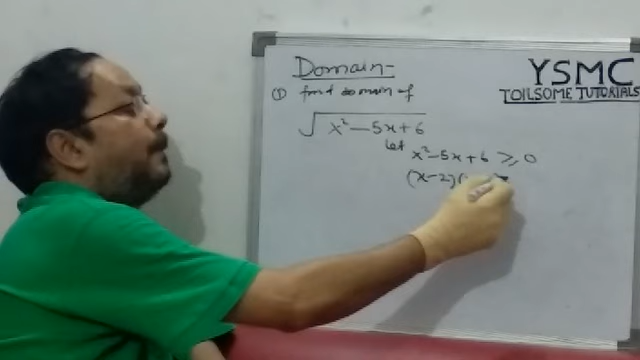 Domain-
① find domain of
√x²-5x+6
let x²-5x+6 ≥ 0
(x-2)(
YSMC
TOILSOME TUTORIALS